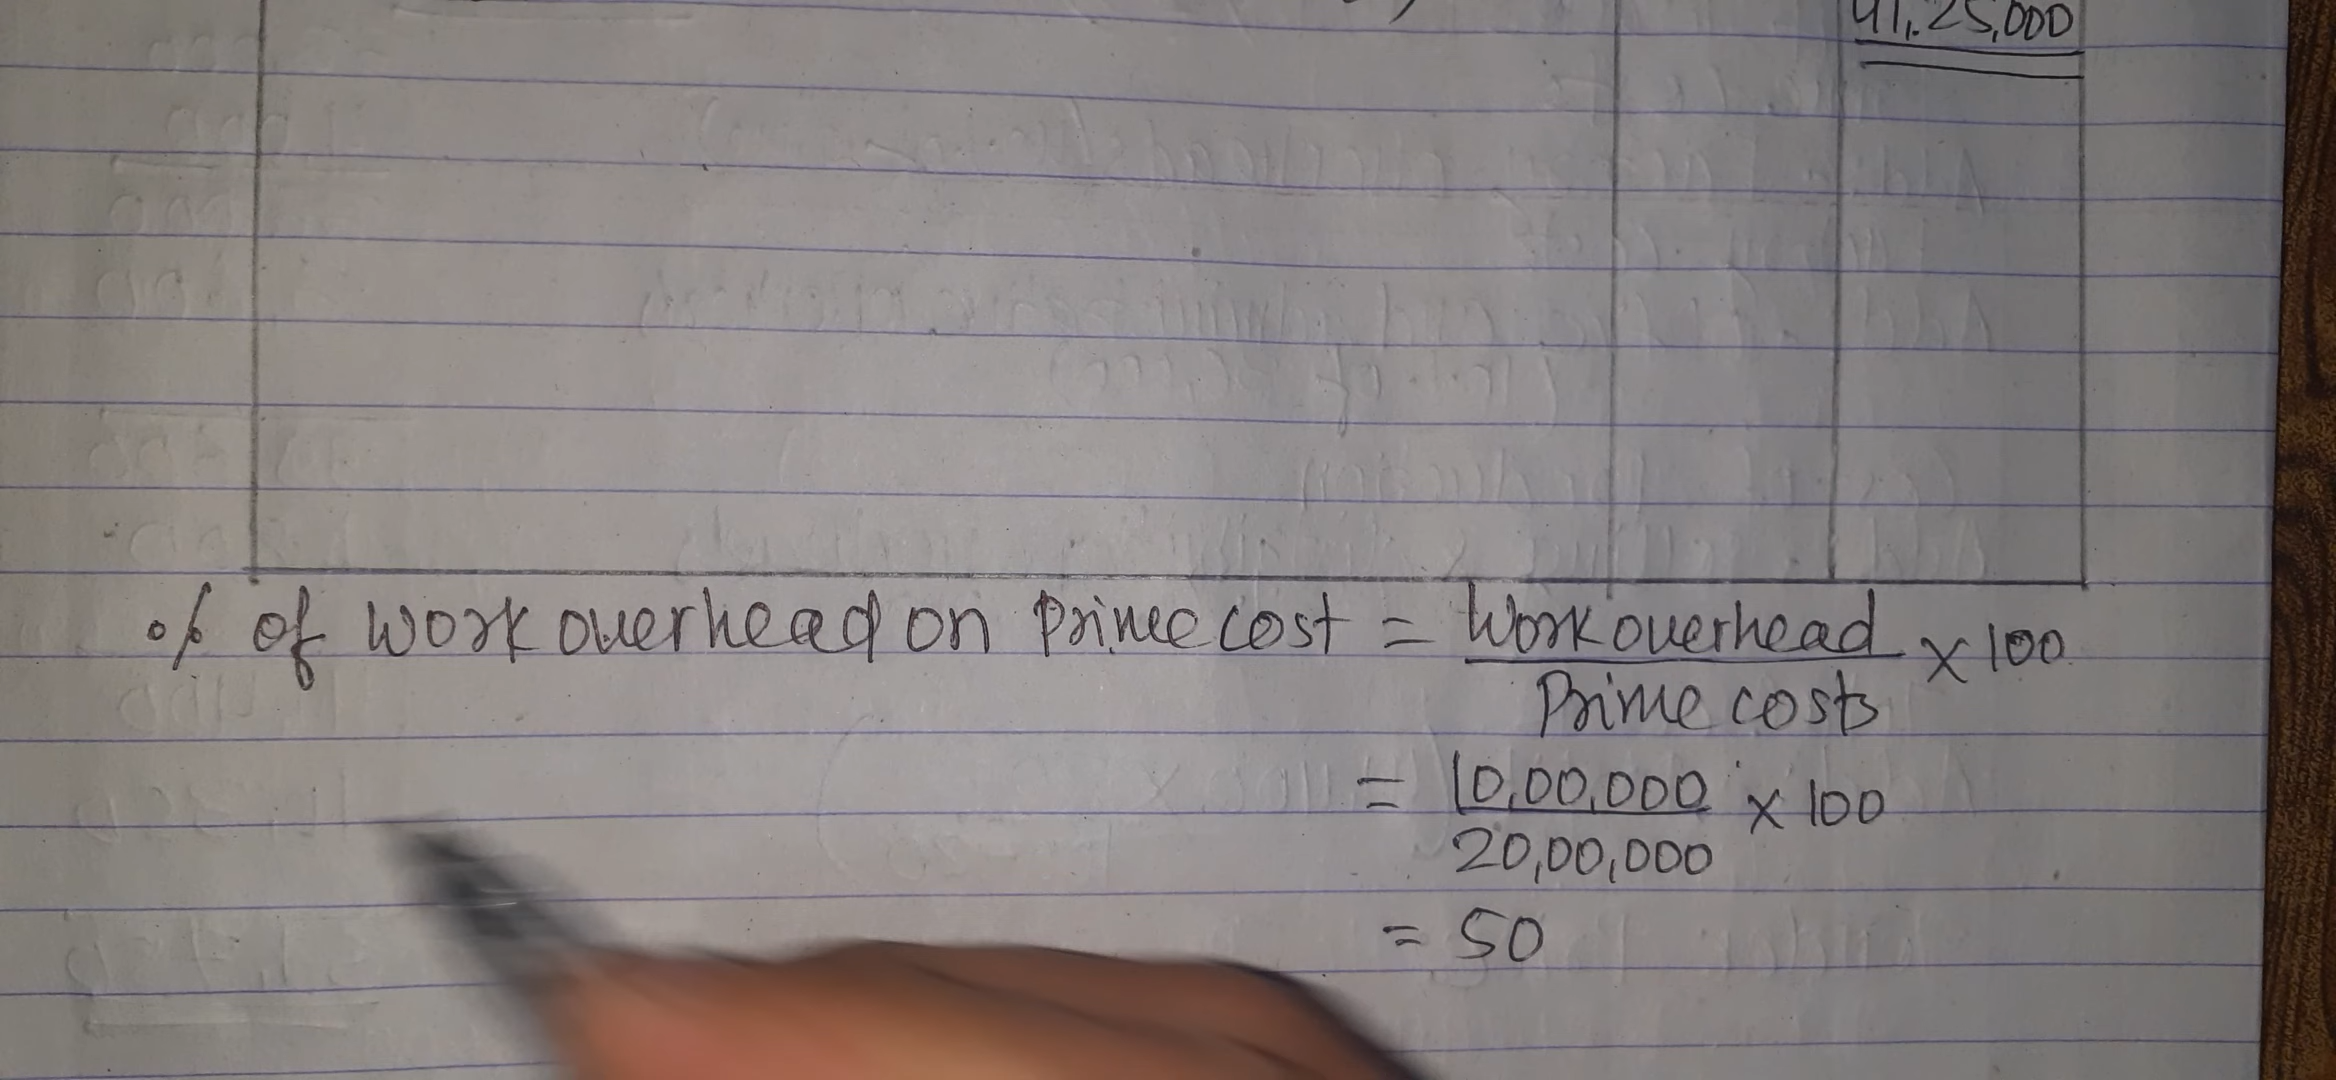 41,25,000
% of work overhead on Prime cost = Work overhead × 100
Prime costs
= 10,00,000 × 100
20,00,000
= 50